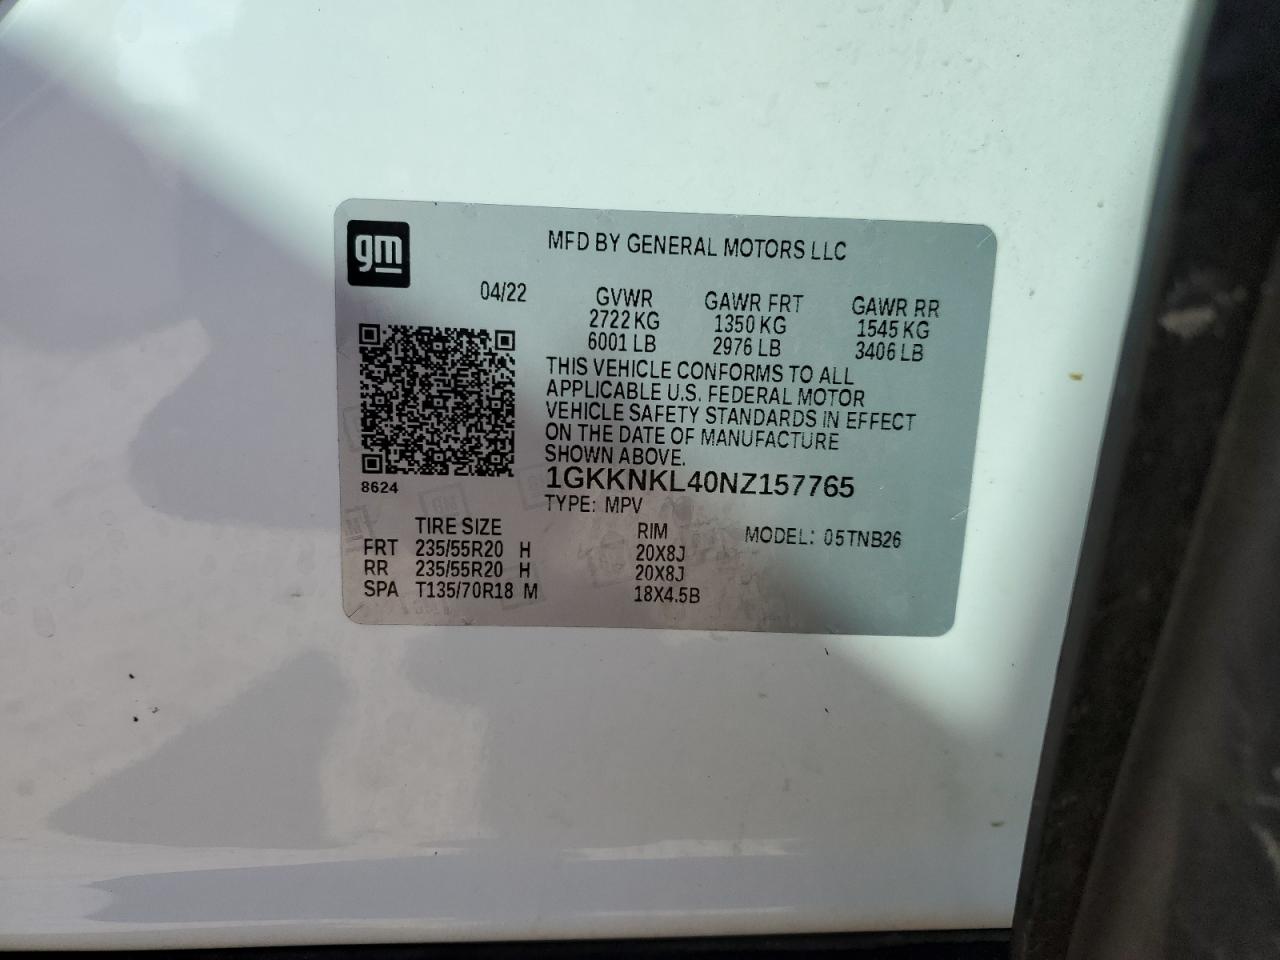 gm
MFD BY GENERAL MOTORS LLC
04/22 GVWR GAWR FRT GAWR RR
2722 KG 1350 KG 1545 KG
6001 LB 2976 LB 3406 LB
THIS VEHICLE CONFORMS TO ALL
APPLICABLE U.S. FEDERAL MOTOR
VEHICLE SAFETY STANDARDS IN EFFECT
ON THE DATE OF MANUFACTURE
SHOWN ABOVE.
1GKKNKL40NZ157765
8624
TYPE: MPV
TIRE SIZE RIM MODEL: 05TNB26
FRT 235/55R20 H 20X8J
RR 235/55R20 H 20X8J
SPA T135/70R18 M 18X4.5B